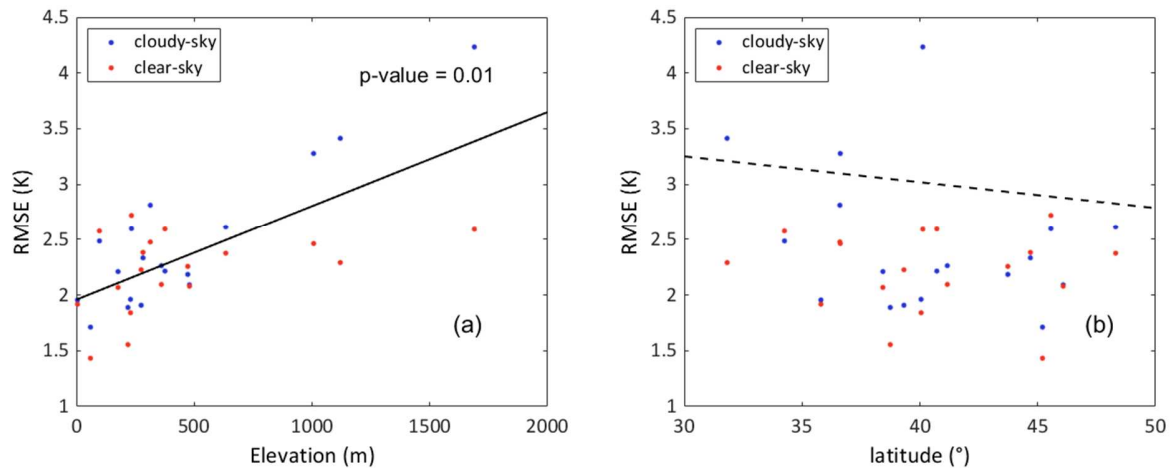 4.5
4
3.5
3
2.5
2
1.5
1
RMSE (K)
cloudy-sky
clear-sky
p-value = 0.01
(a)
0 500 1000 1500 2000
Elevation (m)
4.5
4
3.5
3
2.5
2
1.5
1
RMSE (K)
cloudy-sky
clear-sky
(b)
30 35 40 45 50
latitude (°)